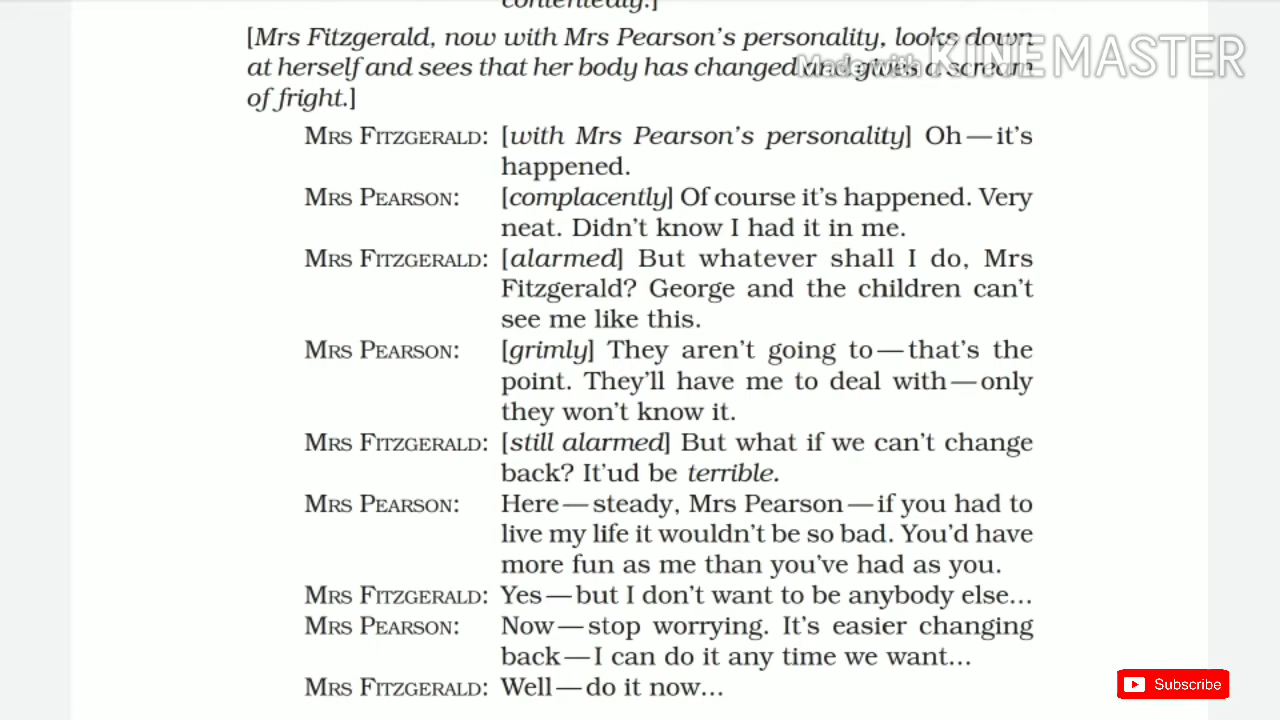 contentedly.]
[Mrs Fitzgerald, now with Mrs Pearson's personality, looks down
at herself and sees that her body has changed and gives a scream
of fright.]
Made with KINEMASTER
MRS FITZGERALD: [with Mrs Pearson's personality] Oh—it's
happened.
MRS PEARSON: [complacently] Of course it's happened. Very
neat. Didn't know I had it in me.
MRS FITZGERALD: [alarmed] But whatever shall I do, Mrs
Fitzgerald? George and the children can't
see me like this.
MRS PEARSON: [grimly] They aren't going to—that's the
point. They'll have me to deal with—only
they won't know it.
MRS FITZGERALD: [still alarmed] But what if we can't change
back? It'ud be terrible.
MRS PEARSON: Here—steady, Mrs Pearson—if you had to
live my life it wouldn't be so bad. You'd have
more fun as me than you've had as you.
MRS FITZGERALD: Yes—but I don't want to be anybody else...
MRS PEARSON: Now—stop worrying. It's easier changing
back—I can do it any time we want...
MRS FITZGERALD: Well—do it now...
Subscribe